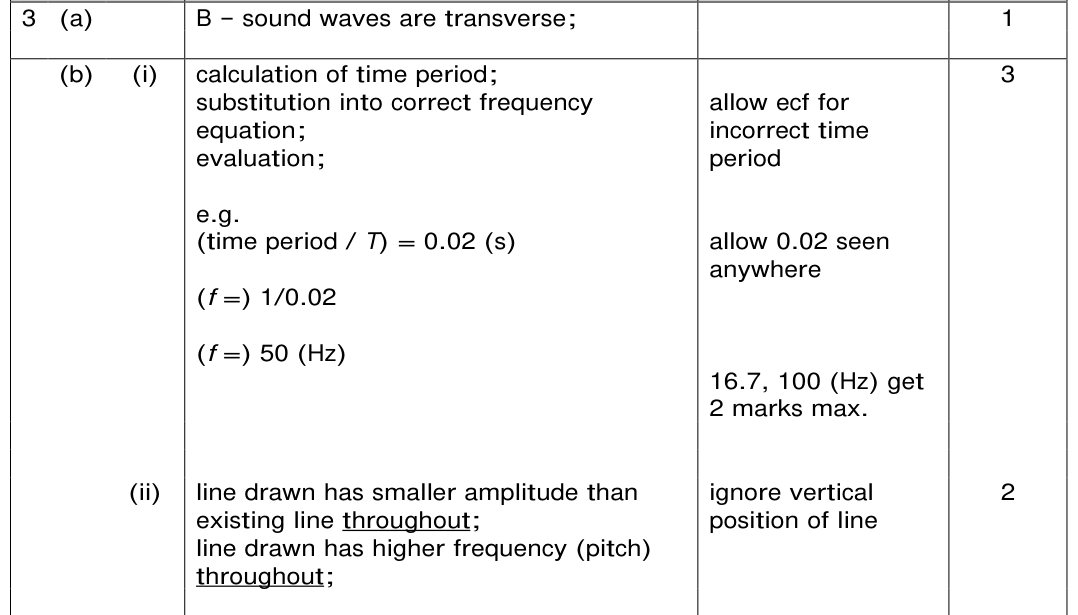 3 (a) B – sound waves are transverse; 1
(b) (i) calculation of time period; 3
substitution into correct frequency allow ecf for
equation; incorrect time
evaluation; period
e.g.
(time period / T) = 0.02 (s) allow 0.02 seen
anywhere
(f =) 1/0.02
(f =) 50 (Hz)
16.7, 100 (Hz) get
2 marks max.
(ii) line drawn has smaller amplitude than ignore vertical 2
existing line throughout; position of line
line drawn has higher frequency (pitch)
throughout;